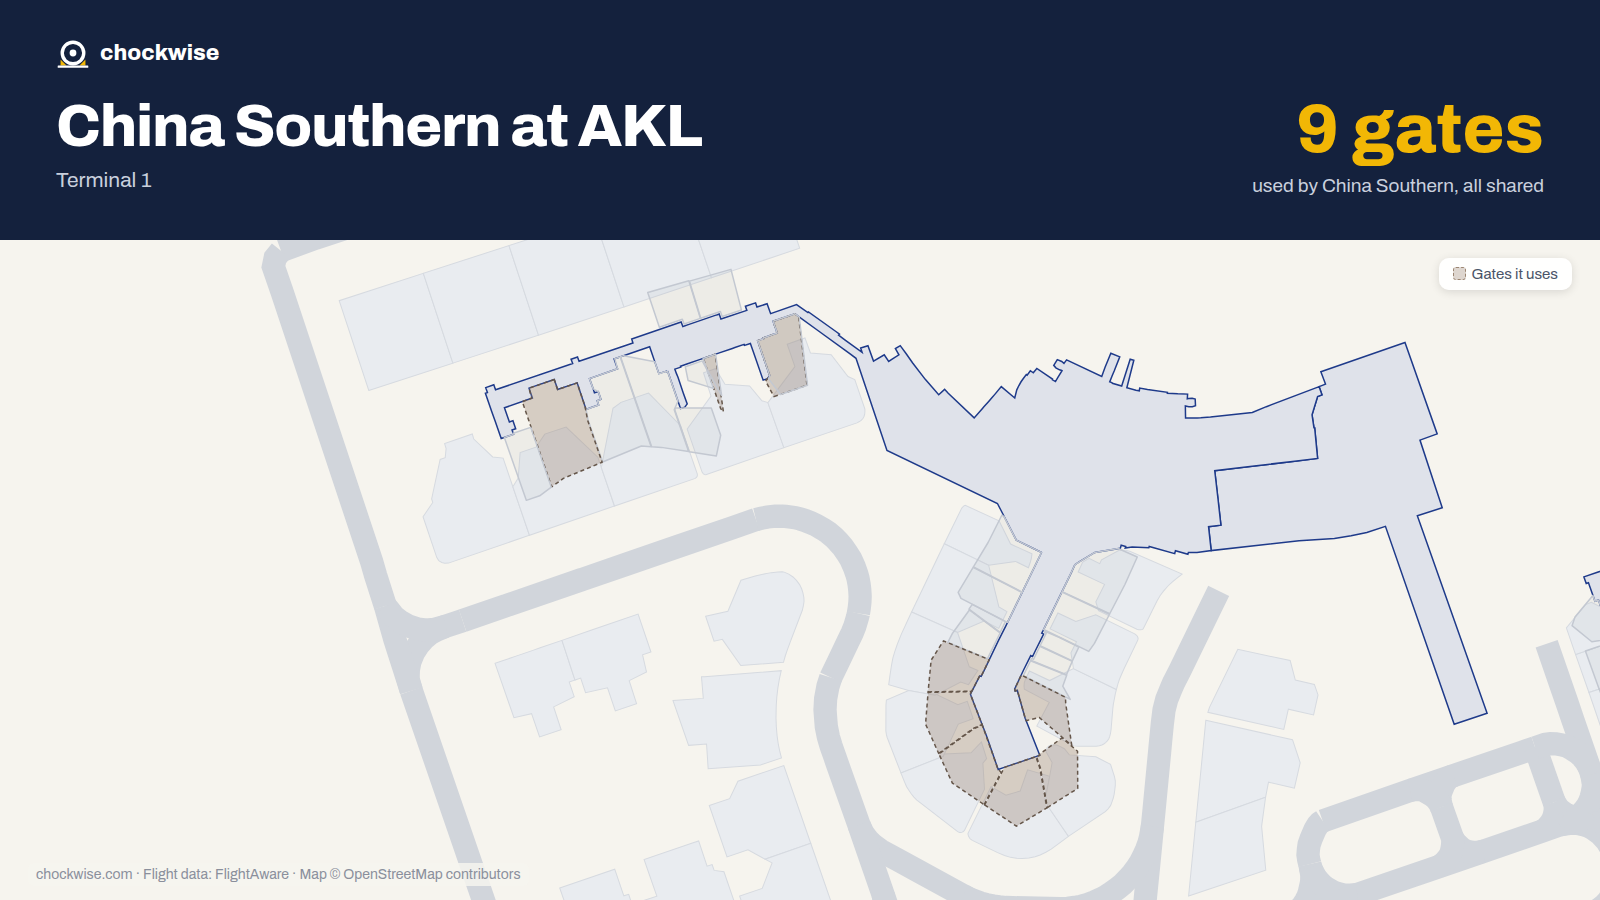 chockwise
China Southern at AKL
Terminal 1
9 gates
used by China Southern, all shared
Gates it uses
chockwise.com · Flight data: FlightAware · Map © OpenStreetMap contributors